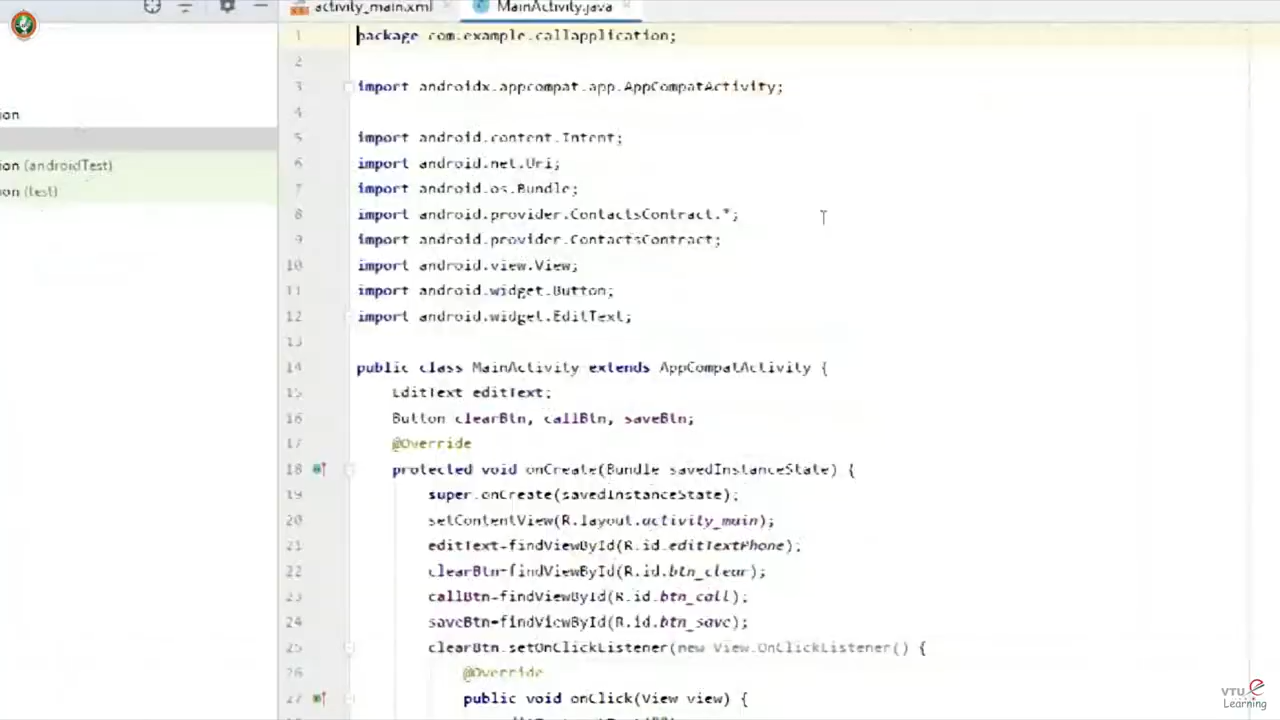 activity_main.xml
MainActivity.java
ion
ion (androidTest)
ion (test)
1 package com.example.callapplication;
2
3 import androidx.appcompat.app.AppCompatActivity;
4
5 import android.content.Intent;
6 import android.net.Uri;
7 import android.os.Bundle;
8 import android.provider.ContactsContract.*;
9 import android.provider.ContactsContract;
10 import android.view.View;
11 import android.widget.Button;
12 import android.widget.EditText;
13
14 public class MainActivity extends AppCompatActivity {
15 EditText editText;
16 Button clearBtn, callBtn, saveBtn;
17 @Override
18 protected void onCreate(Bundle savedInstanceState) {
19 super.onCreate(savedInstanceState);
20 setContentView(R.layout.activity_main);
21 editText=findViewById(R.id.editTextPhone);
22 clearBtn=findViewById(R.id.btn_clear);
23 callBtn=findViewById(R.id.btn_call);
24 saveBtn=findViewById(R.id.btn_save);
25 clearBtn.setOnClickListener(new View.OnClickListener() {
26 @Override
27 public void onClick(View view) {
VTU e
Learning